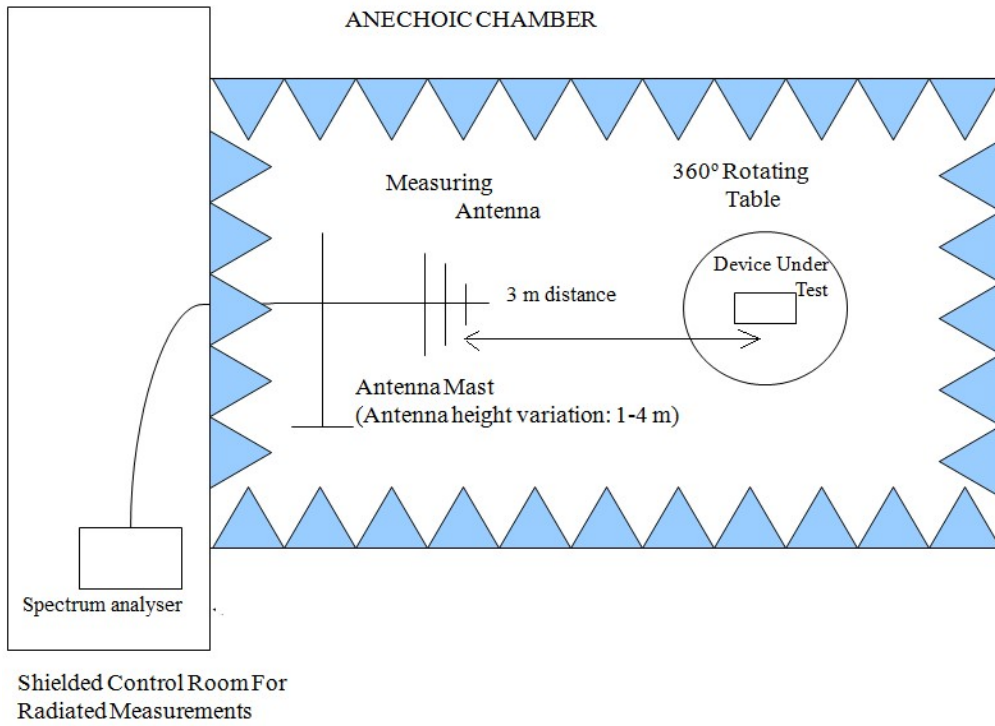 ANECHOIC CHAMBER
360º Rotating
Table
Measuring
Antenna
Device Under
Test
3 m distance
Antenna Mast
(Antenna height variation: 1-4 m)
Spectrum analyser
Shielded Control Room For
Radiated Measurements